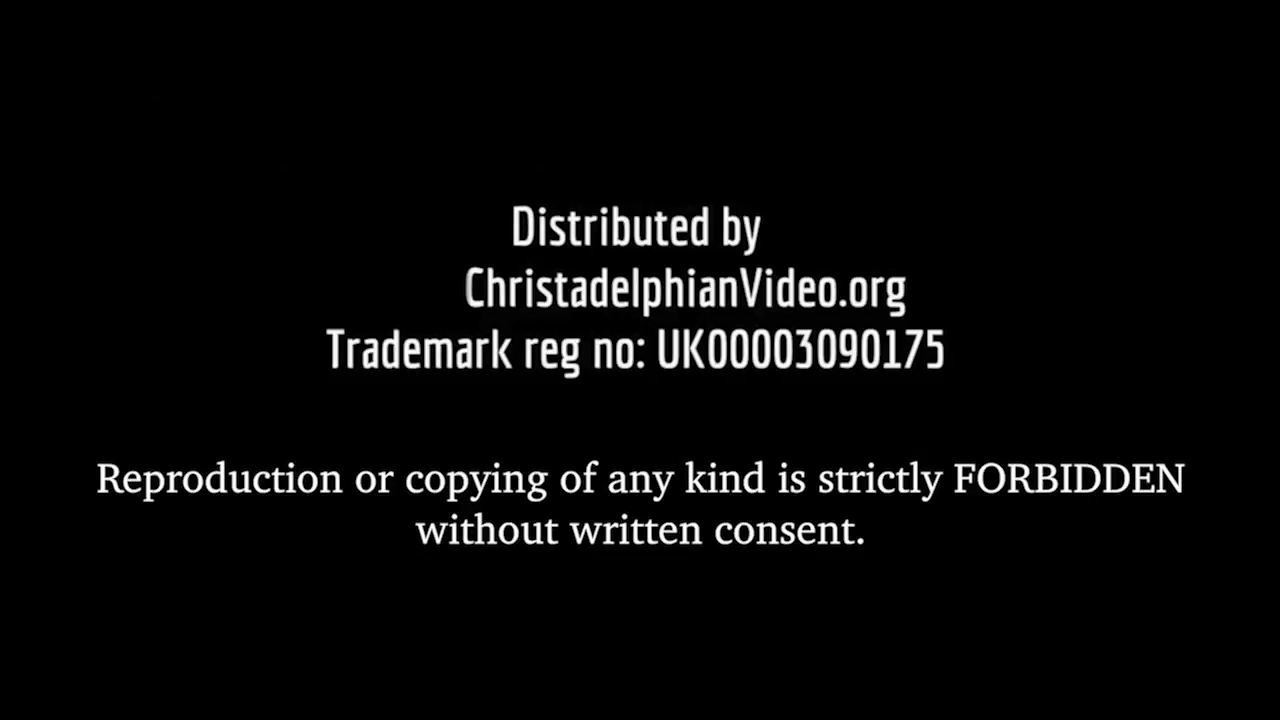 Distributed by
ChristadelphianVideo.org
Trademark reg no: UK00003090175
Reproduction or copying of any kind is strictly FORBIDDEN
without written consent.